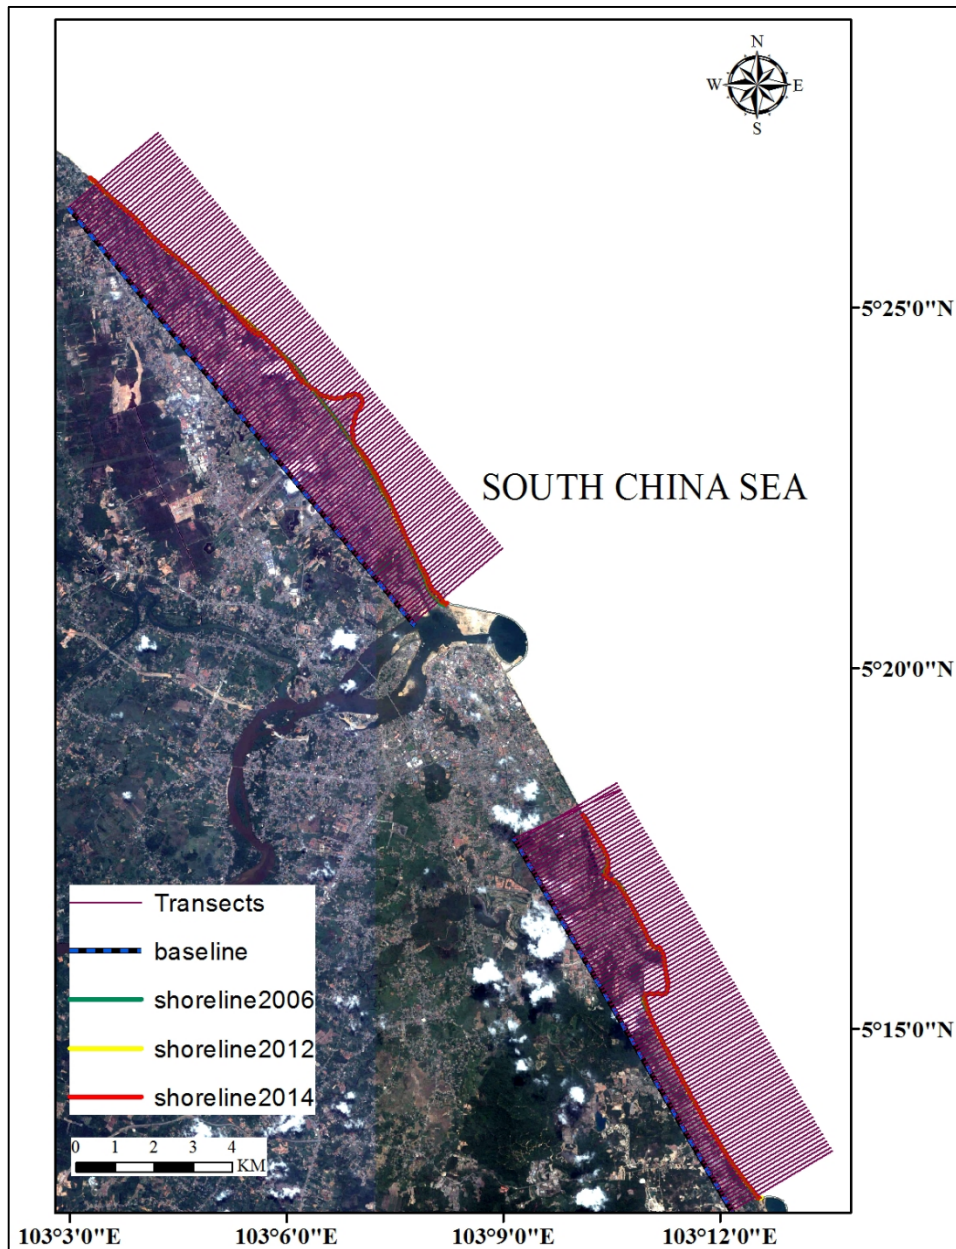 N
W
E
S
5°25'0"N
SOUTH CHINA SEA
5°20'0"N
Transects
baseline
shoreline2006
shoreline2012
shoreline2014
5°15'0"N
0 1 2 3 4
KM
103°3'0"E 103°6'0"E 103°9'0"E 103°12'0"E